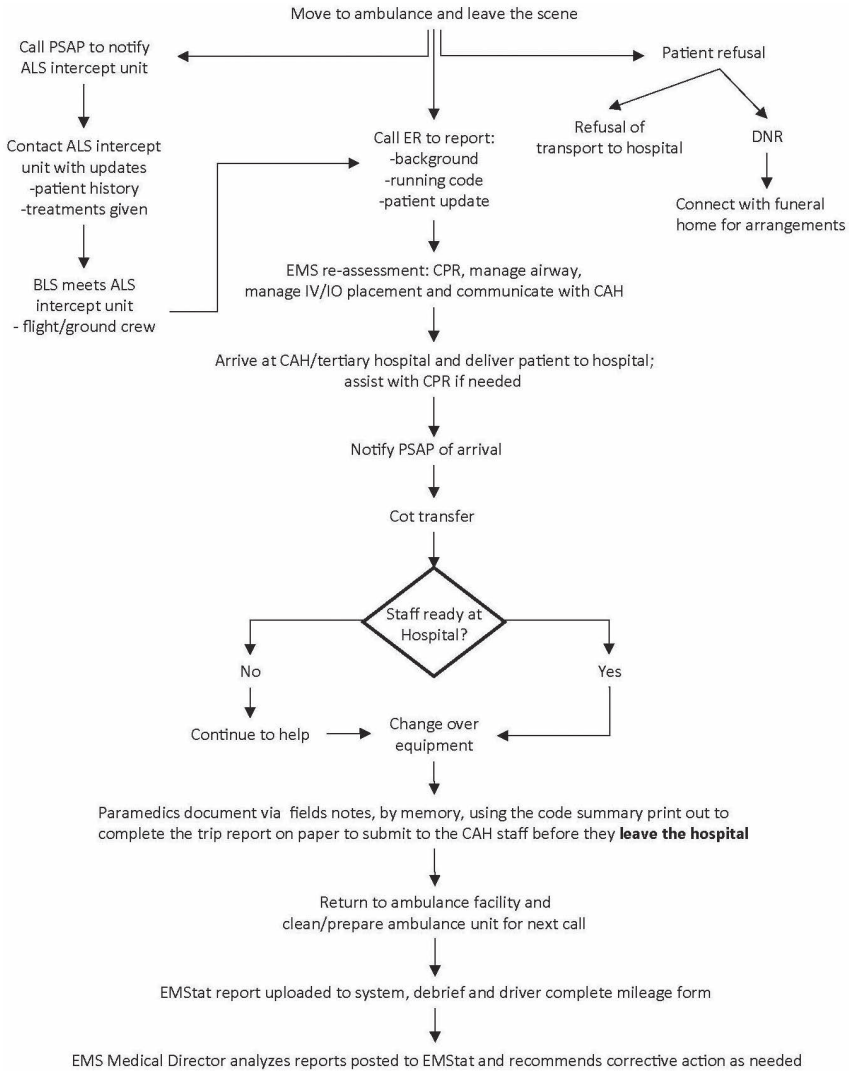 Move to ambulance and leave the scene
Call PSAP to notify
ALS intercept unit
Patient refusal
Contact ALS intercept
unit with updates
-patient history
-treatments given
Call ER to report:
-background
-running code
-patient update
Refusal of
transport to hospital
DNR
Connect with funeral
home for arrangements
BLS meets ALS
intercept unit
- flight/ground crew
EMS re-assessment: CPR, manage airway,
manage IV/IO placement and communicate with CAH
Arrive at CAH/tertiary hospital and deliver patient to hospital;
assist with CPR if needed
Notify PSAP of arrival
Cot transfer
Staff ready at
Hospital?
No
Yes
Continue to help
Change over
equipment
Paramedics document via fields notes, by memory, using the code summary print out to
complete the trip report on paper to submit to the CAH staff before they leave the hospital
Return to ambulance facility and
clean/prepare ambulance unit for next call
EMStat report uploaded to system, debrief and driver complete mileage form
EMS Medical Director analyzes reports posted to EMStat and recommends corrective action as needed